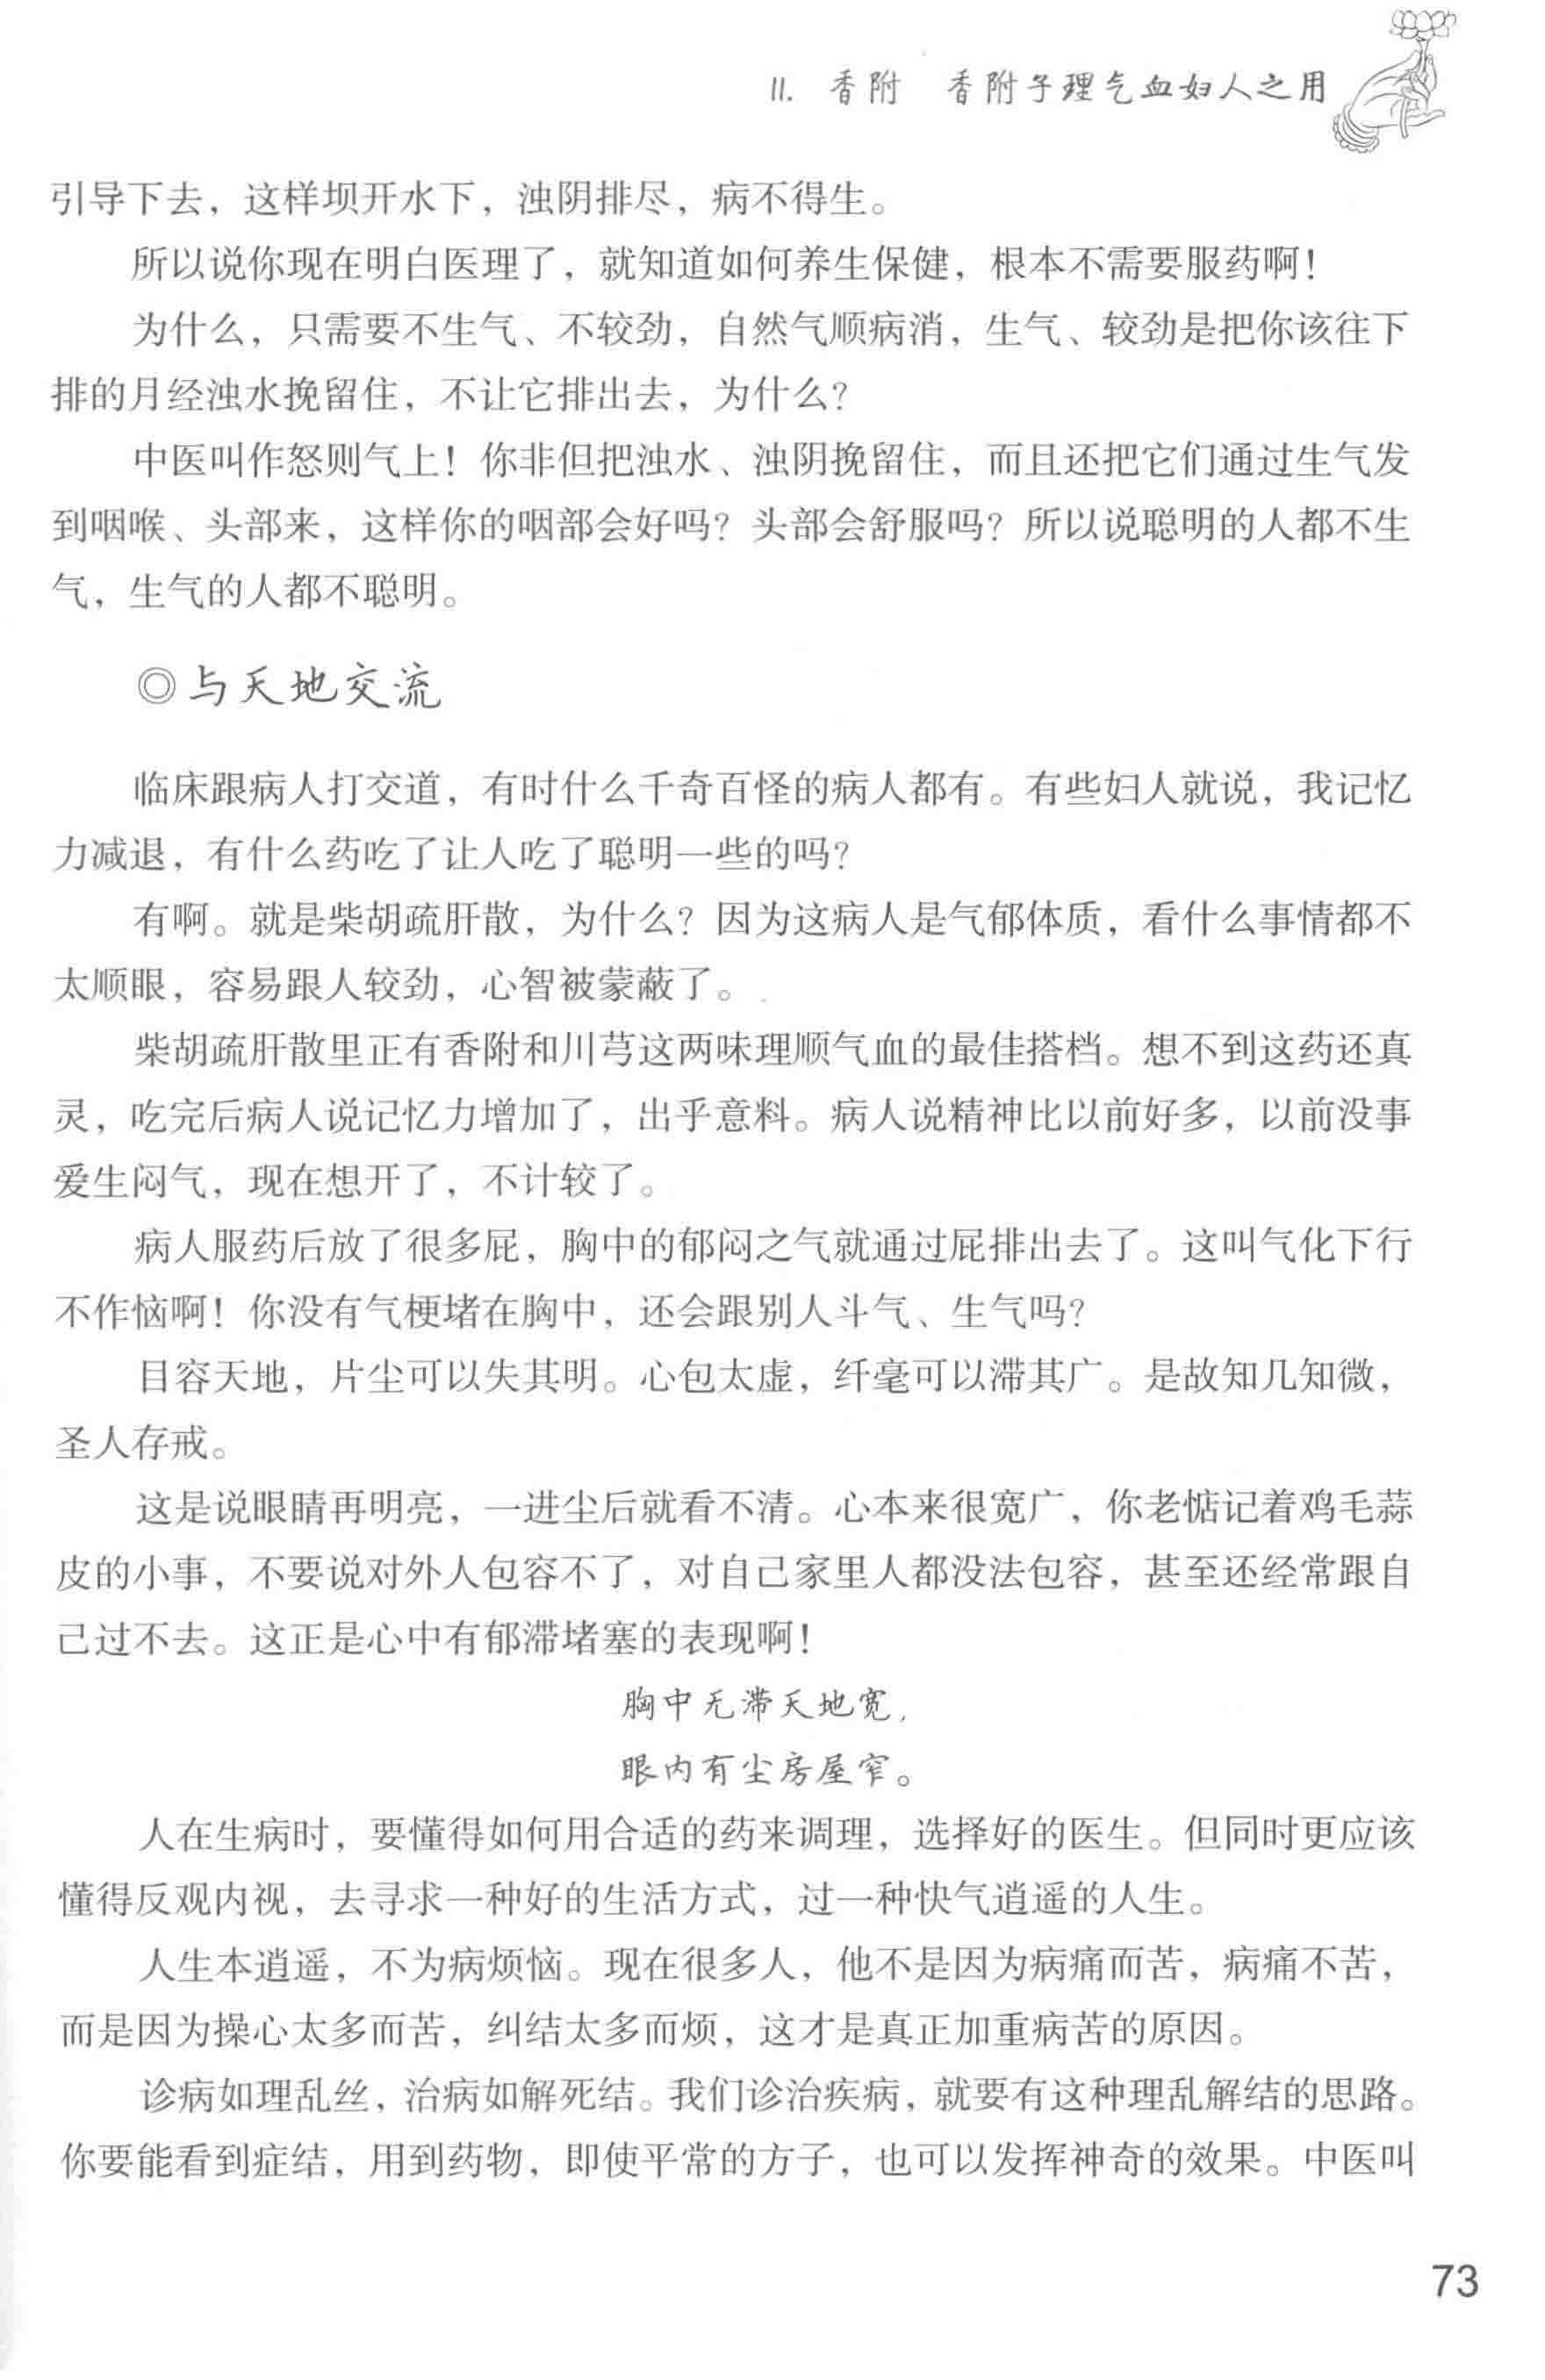 11. 香附　香附子理气血妇人之用
引导下去，这样坝开水下，浊阴排尽，病不得生。
所以说你现在明白医理了，就知道如何养生保健，根本不需要服药啊！
为什么，只需要不生气、不较劲，自然气顺病消，生气、较劲是把你该往下
排的月经浊水挽留住，不让它排出去，为什么？
中医叫作怒则气上！你非但把浊水、浊阴挽留住，而且还把它们通过生气发
到咽喉、头部来，这样你的咽部会好吗？头部会舒服吗？所以说聪明的人都不生
气，生气的人都不聪明。
◎与天地交流
临床跟病人打交道，有时什么千奇百怪的病人都有。有些妇人就说，我记忆
力减退，有什么药吃了让人吃了聪明一些的吗？
有啊。就是柴胡疏肝散，为什么？因为这病人是气郁体质，看什么事情都不
太顺眼，容易跟人较劲，心智被蒙蔽了。
柴胡疏肝散里正有香附和川芎这两味理顺气血的最佳搭档。想不到这药还真
灵，吃完后病人说记忆力增加了，出乎意料。病人说精神比以前好多，以前没事
爱生闷气，现在想开了，不计较了。
病人服药后放了很多屁，胸中的郁闷之气就通过屁排出去了。这叫气化下行
不作恼啊！你没有气梗堵在胸中，还会跟别人斗气、生气吗？
目容天地，片尘可以失其明。心包太虚，纤毫可以滞其广。是故知几知微，
圣人存戒。
这是说眼睛再明亮，一进尘后就看不清。心本来很宽广，你老惦记着鸡毛蒜
皮的小事，不要说对外人包容不了，对自己家里人都没法包容，甚至还经常跟自
己过不去。这正是心中有郁滞堵塞的表现啊！
胸中无滞天地宽，
眼内有尘房屋窄。
人在生病时，要懂得如何用合适的药来调理，选择好的医生。但同时更应该
懂得反观内视，去寻求一种好的生活方式，过一种快气逍遥的人生。
人生本逍遥，不为病烦恼。现在很多人，他不是因为病痛而苦，病痛不苦，
而是因为操心太多而苦，纠结太多而烦，这才是真正加重病苦的原因。
诊病如理乱丝，治病如解死结。我们诊治疾病，就要有这种理乱解结的思路。
你要能看到症结，用到药物，即使平常的方子，也可以发挥神奇的效果。中医叫
73